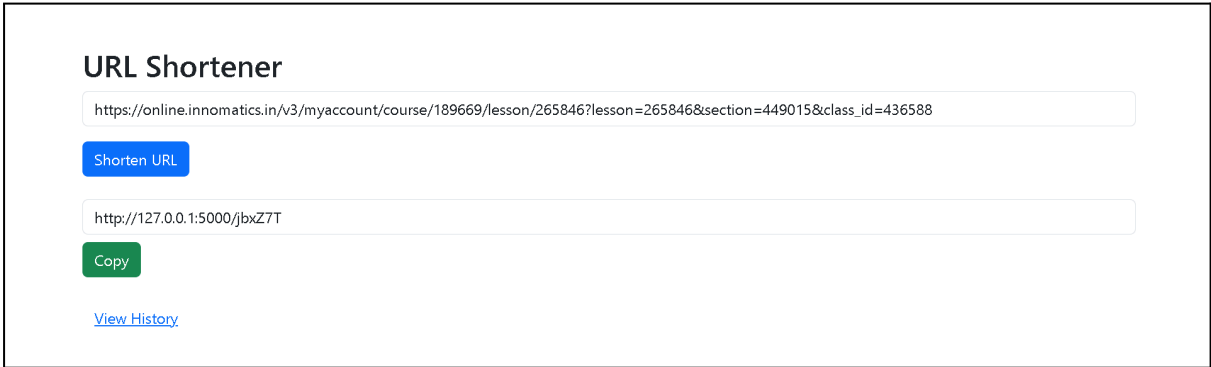 URL Shortener
https://online.innomatics.in/v3/myaccount/course/189669/lesson/265846?lesson=265846&section=449015&class_id=436588
Shorten URL
http://127.0.0.1:5000/jbxZ7T
Copy
View History